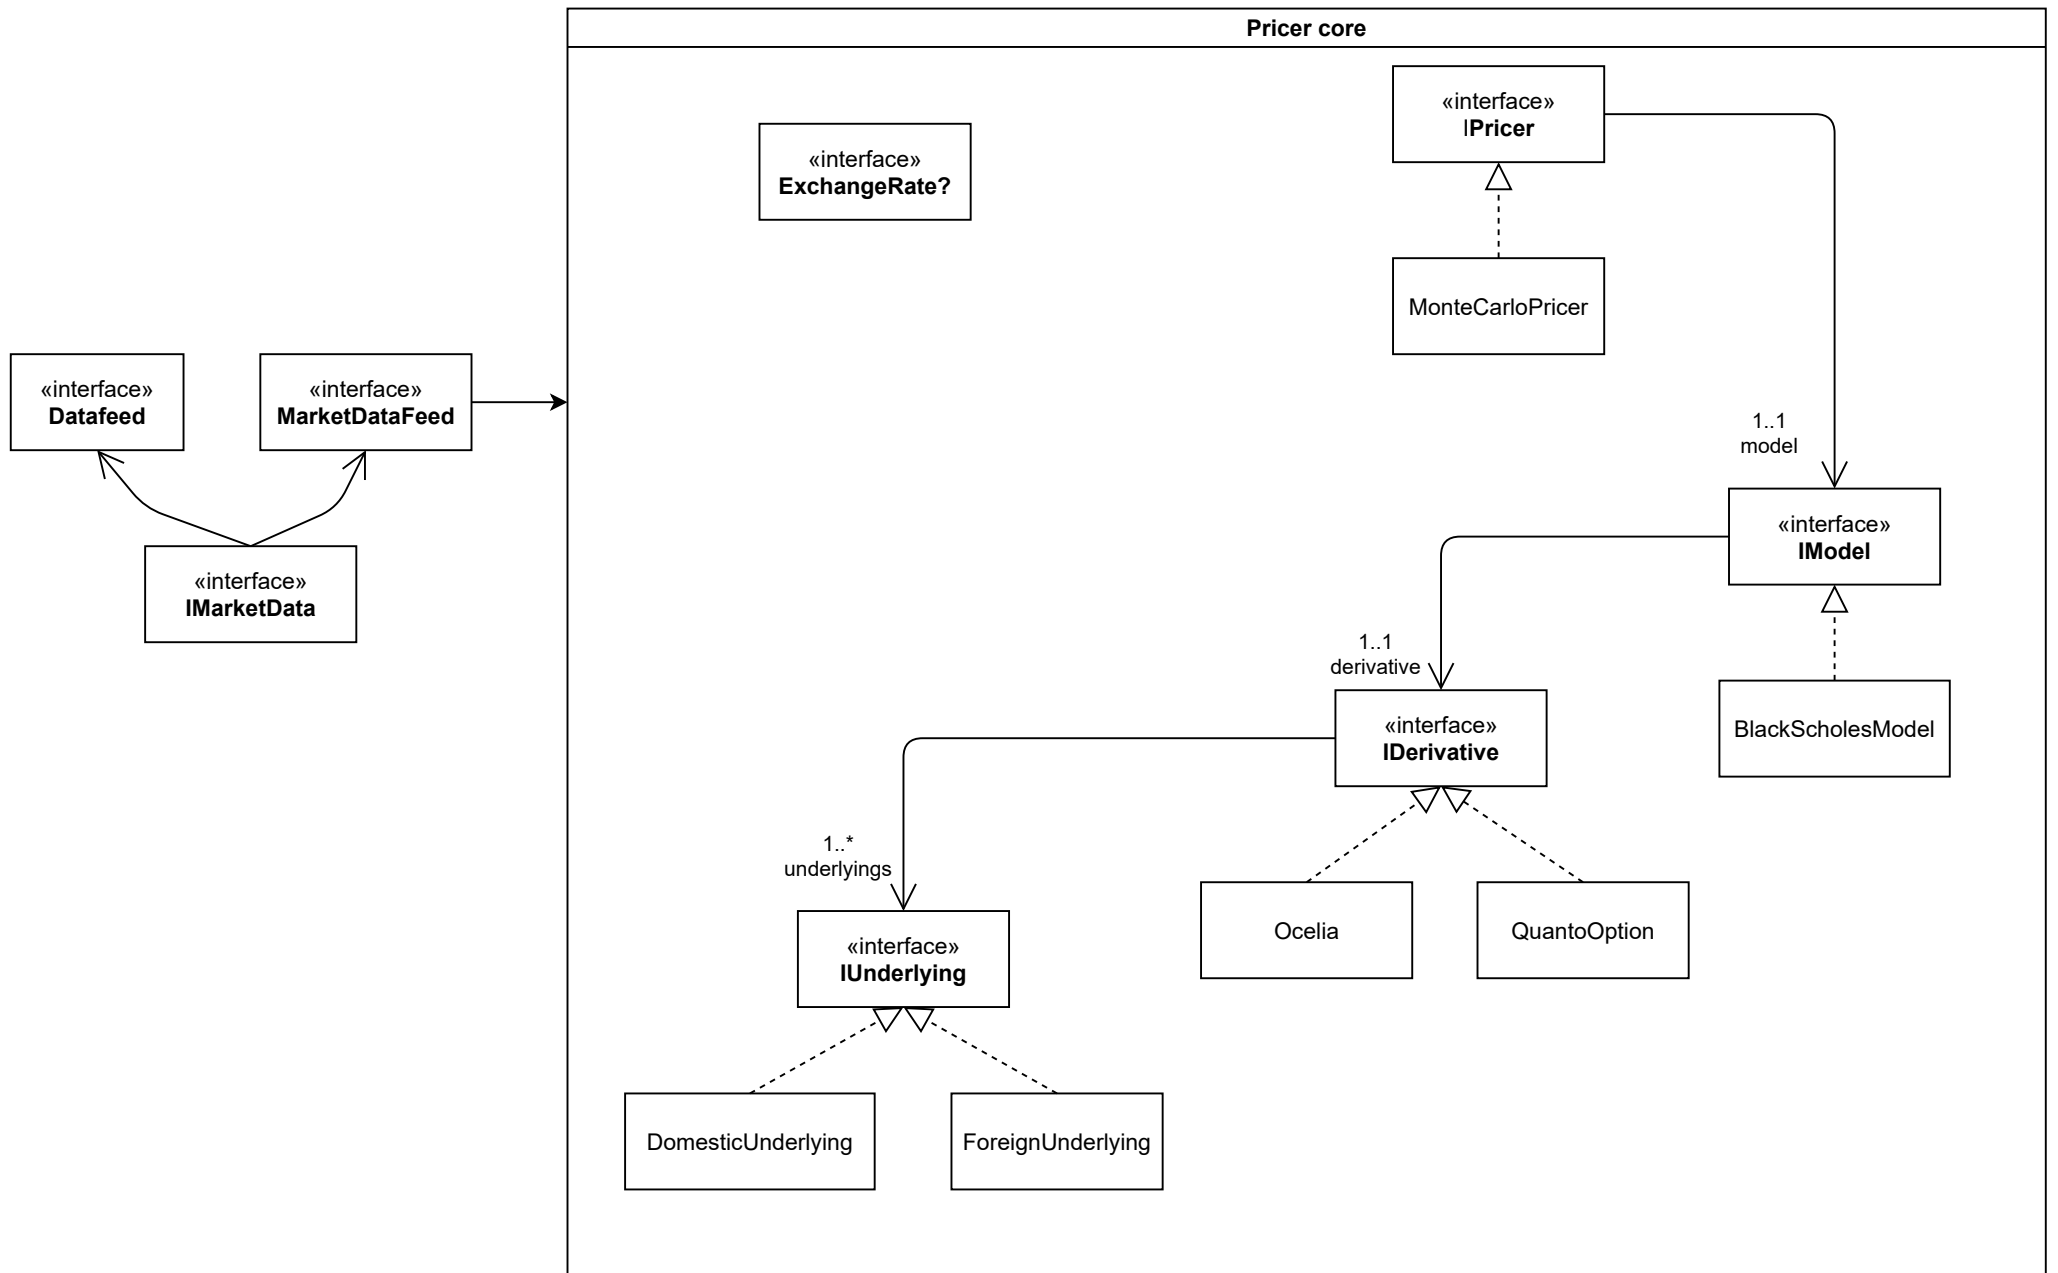 Pricer core
«interface»
IPricer
«interface»
ExchangeRate?
MonteCarloPricer
«interface»
Datafeed
«interface»
MarketDataFeed
1..1
model
«interface»
IModel
«interface»
IMarketData
1..1
derivative
«interface»
IDerivative
BlackScholesModel
1..*
underlyings
«interface»
IUnderlying
Ocelia
QuantoOption
DomesticUnderlying
ForeignUnderlying